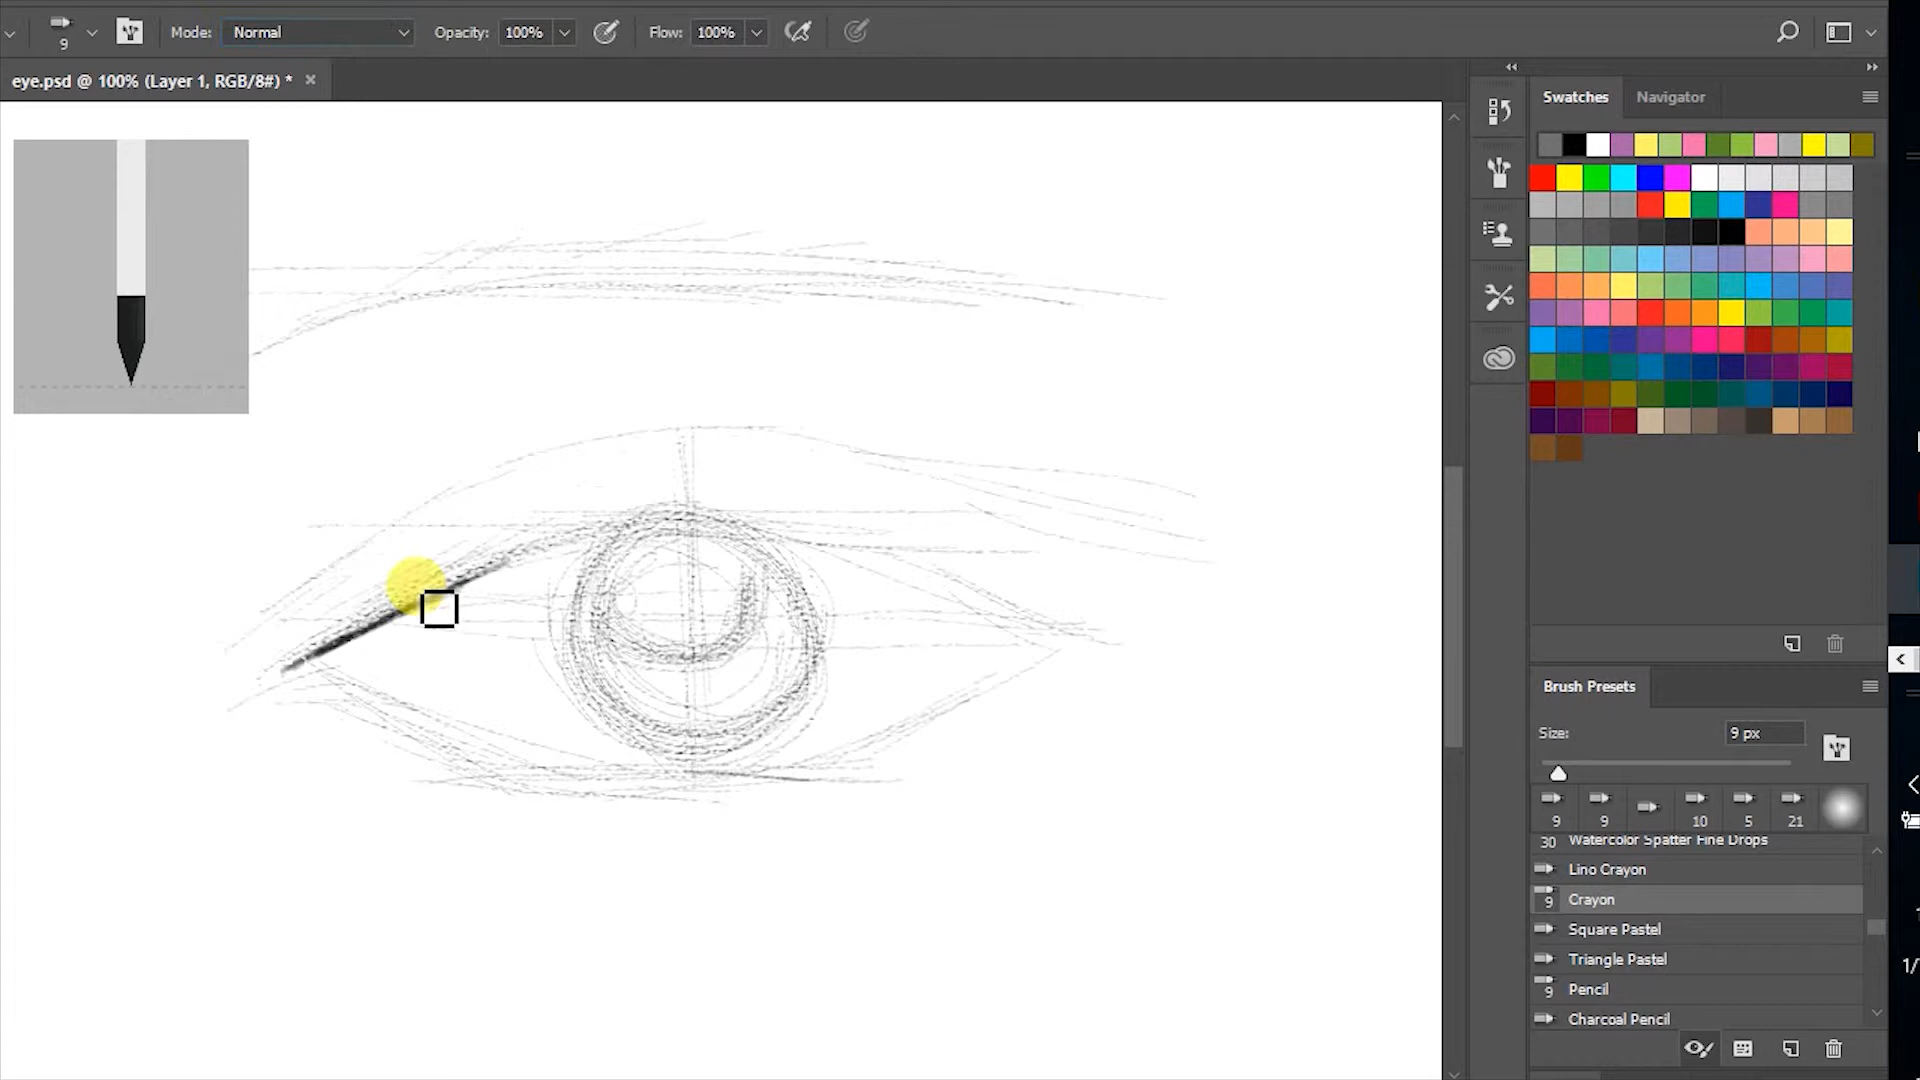 9 Mode: Normal Opacity: 100% Flow: 100%
eye.psd @ 100% (Layer 1, RGB/8#) * ×
Swatches Navigator
Brush Presets
Size: 9 px
9 9 10 5 21
30 Watercolor Spatter Fine Drops
Lino Crayon
9 Crayon
Square Pastel
Triangle Pastel
9 Pencil
Charcoal Pencil
1/